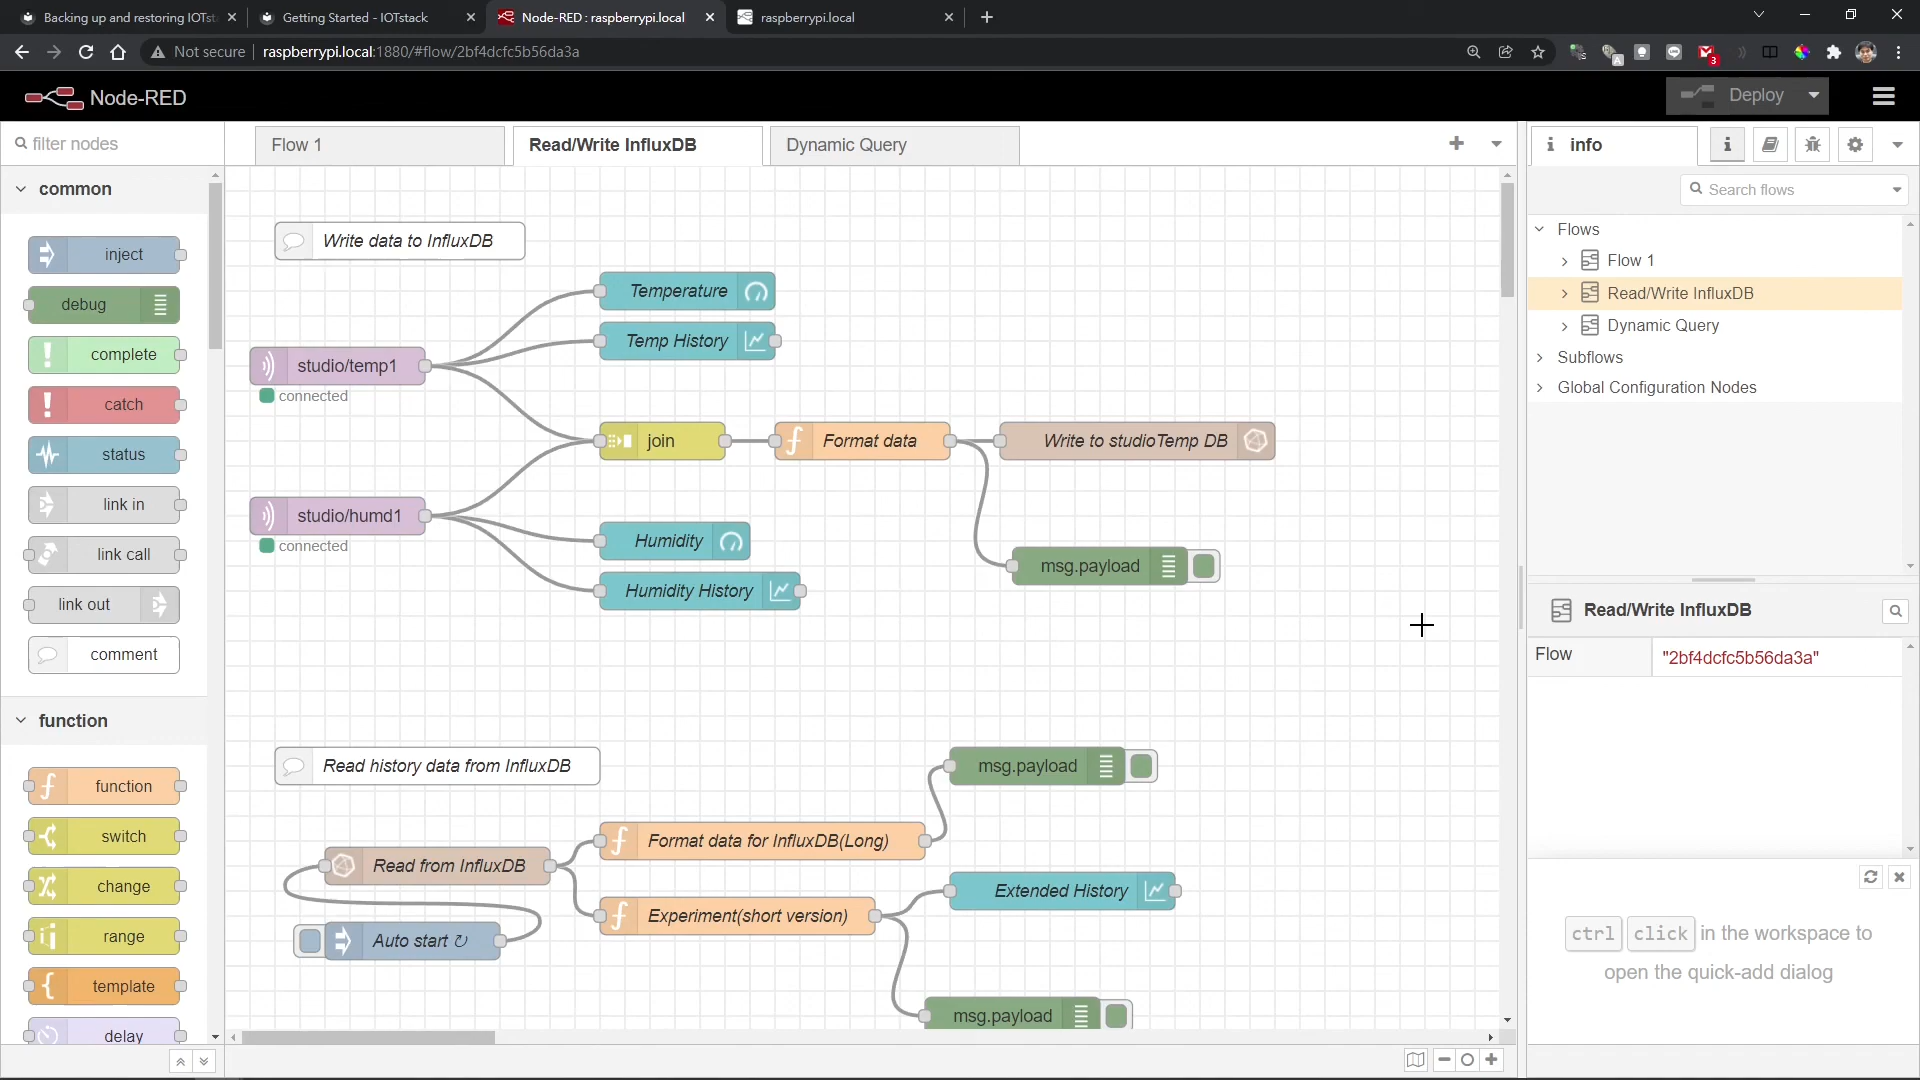 Backing up and restoring IOTst
Getting Started - IOTstack
Node-RED : raspberrypi.local
raspberrypi.local
Not secure
raspberrypi.local:1880/#flow/2bf4dcfc5b56da3a
A
3
Node-RED
Deploy
filter nodes
Flow 1
Read/Write InfluxDB
Dynamic Query
info
Search flows
common
inject
debug
complete
catch
status
link in
link call
link out
comment
function
function
switch
change
range
template
delay
Write data to InfluxDB
Temperature
Temp History
studio/temp1
connected
join
Format data
Write to studioTemp DB
studio/humd1
connected
Humidity
Humidity History
msg.payload
Read history data from InfluxDB
msg.payload
Format data for InfluxDB(Long)
Read from InfluxDB
Extended History
Experiment(short version)
Auto start ↻
msg.payload
Flows
Flow 1
Read/Write InfluxDB
Dynamic Query
Subflows
Global Configuration Nodes
Read/Write InfluxDB
Flow
"2bf4dcfc5b56da3a"
ctrl click in the workspace to
open the quick-add dialog